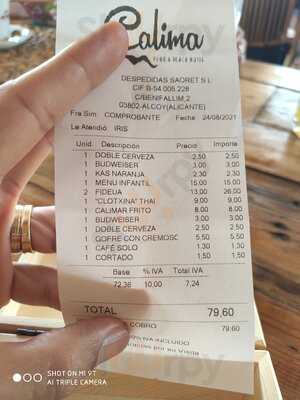 Calima
FOOD & BEACH MUSIC
DESPEDIDAS SAORET S.L
CIF B-54.005.228
C/BENIFALLIM,2
03802-ALCOY(ALICANTE)
Fra Sim. COMPROBANTE Fecha 24/08/2021
Le Atendió IRIS
Unid Descripción Precio Importe
1 DOBLE CERVEZA 2,50 2,50
1 BUDWEISER 3,00 3,00
1 KAS NARANJA 2,30 2,30
1 MENU INFANTIL 15,00 15,00
2 FIDEUA 13,00 26,00
1 "CLOTXINA" THAI 9,00 9,00
1 CALIMAR FRITO 8,00 8,00
1 BUDWEISER 3,00 3,00
1 DOBLE CERVEZA 2,50 2,50
1 GOFRE CON CREMOSO 5,50 5,50
1 CAFÉ SOLO 1,30 1,30
1 CORTADO 1,50 1,50
Base % IVA Total IVA
72,36 10,00 7,24
TOTAL 79,60
COBRO 79,60
IVA INCLUIDO
SHOT ON MI 9T
AI TRIPLE CAMERA